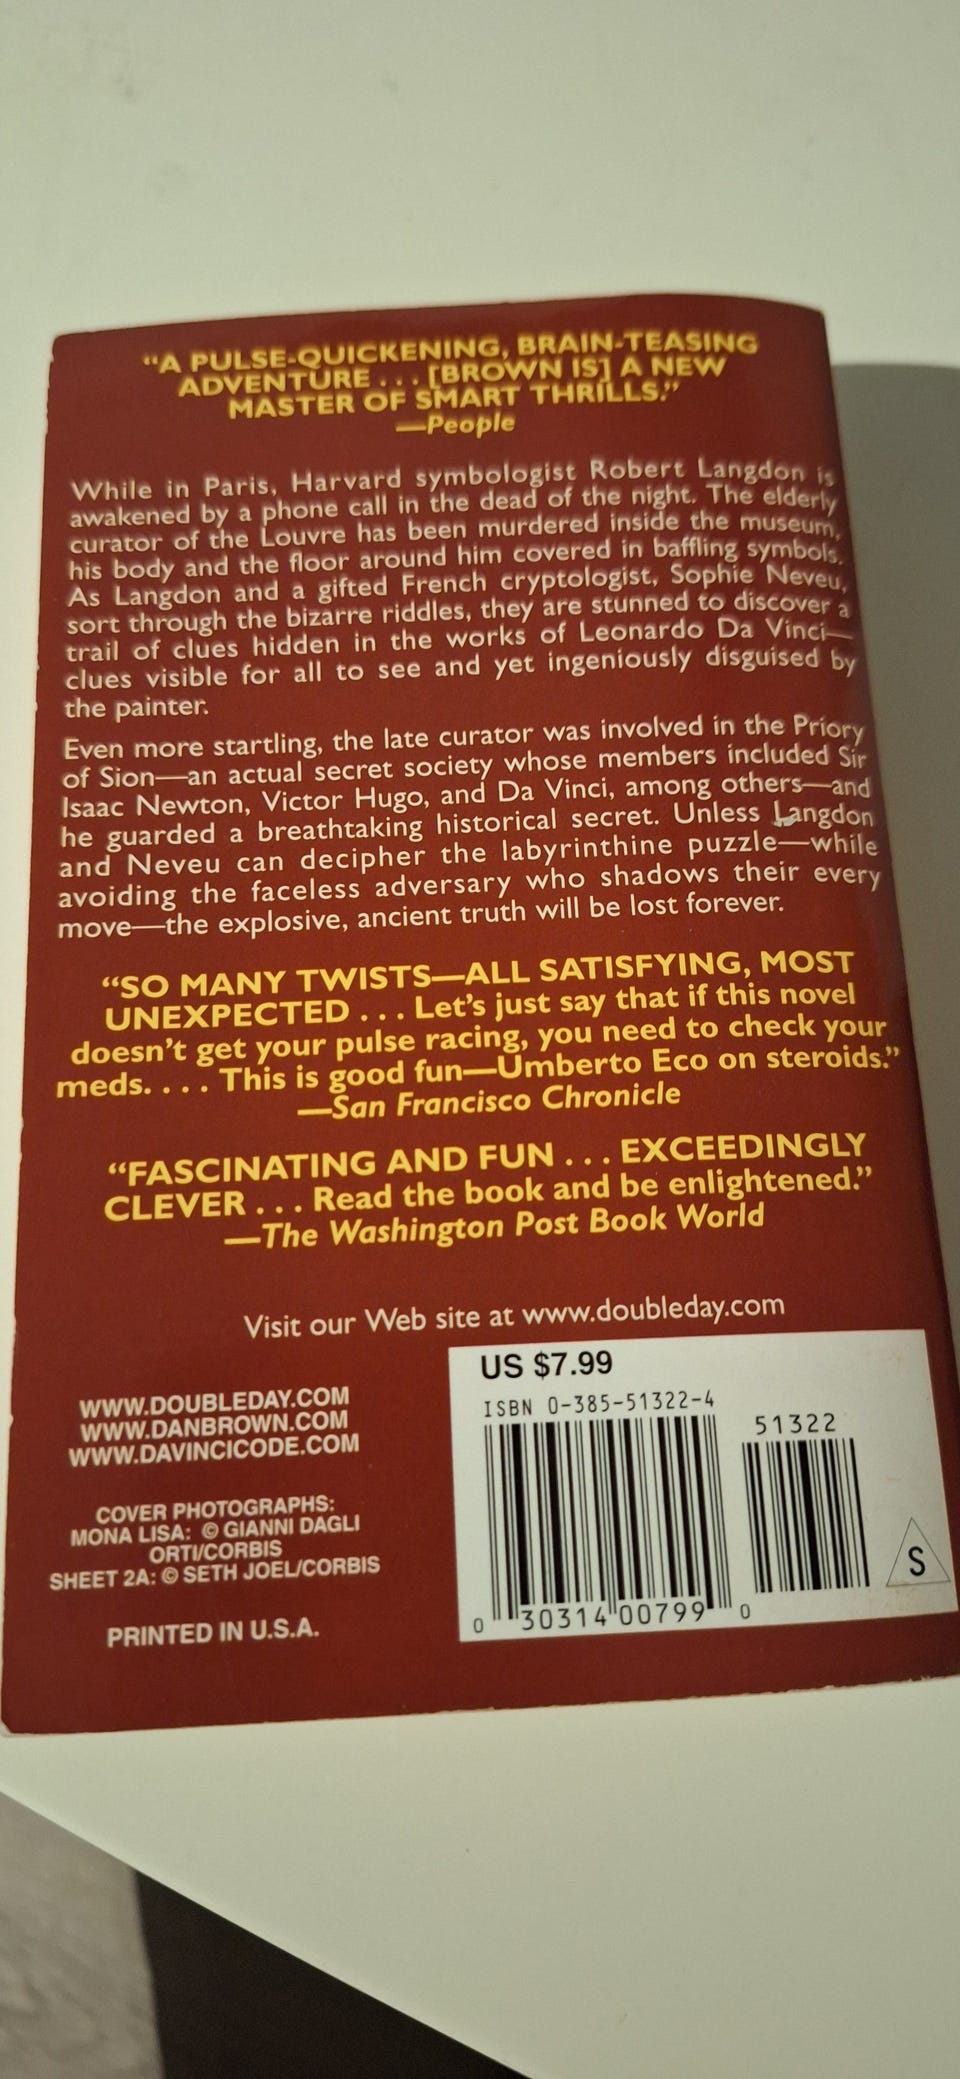 “A PULSE-QUICKENING, BRAIN-TEASING
ADVENTURE . . . [BROWN IS] A NEW
MASTER OF SMART THRILLS.”
—People
While in Paris, Harvard symbologist Robert Langdon is
awakened by a phone call in the dead of the night. The elderly
curator of the Louvre has been murdered inside the museum,
his body and the floor around him covered in baffling symbols.
As Langdon and a gifted French cryptologist, Sophie Neveu,
sort through the bizarre riddles, they are stunned to discover a
trail of clues hidden in the works of Leonardo Da Vinci—
clues visible for all to see and yet ingeniously disguised by
the painter.
Even more startling, the late curator was involved in the Priory
of Sion—an actual secret society whose members included Sir
Isaac Newton, Victor Hugo, and Da Vinci, among others—and
he guarded a breathtaking historical secret. Unless Langdon
and Neveu can decipher the labyrinthine puzzle—while
avoiding the faceless adversary who shadows their every
move—the explosive, ancient truth will be lost forever.
“SO MANY TWISTS—ALL SATISFYING, MOST
UNEXPECTED . . . Let’s just say that if this novel
doesn’t get your pulse racing, you need to check your
meds. . . . This is good fun—Umberto Eco on steroids.”
—San Francisco Chronicle
“FASCINATING AND FUN . . . EXCEEDINGLY
CLEVER . . . Read the book and be enlightened.”
—The Washington Post Book World
Visit our Web site at www.doubleday.com
WWW.DOUBLEDAY.COM
WWW.DANBROWN.COM
WWW.DAVINCICODE.COM
COVER PHOTOGRAPHS:
MONA LISA: © GIANNI DAGLI
ORTI/CORBIS
SHEET 2A: © SETH JOEL/CORBIS
PRINTED IN U.S.A.
US $7.99
ISBN 0-385-51322-4
51322
0 30314 00799 0
S